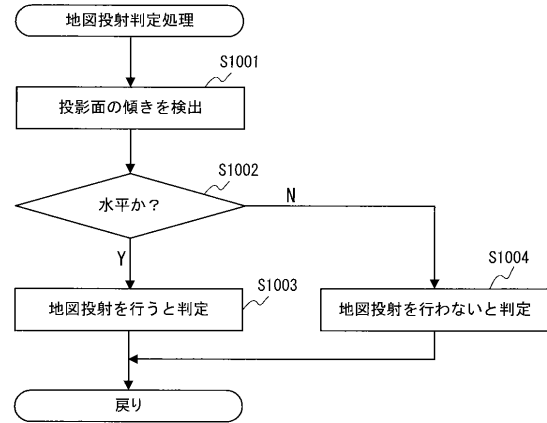 地図投射判定処理
S1001
投影面の傾きを検出
S1002
水平か？
N
Y
S1003
地図投射を行うと判定
S1004
地図投射を行わないと判定
戻り